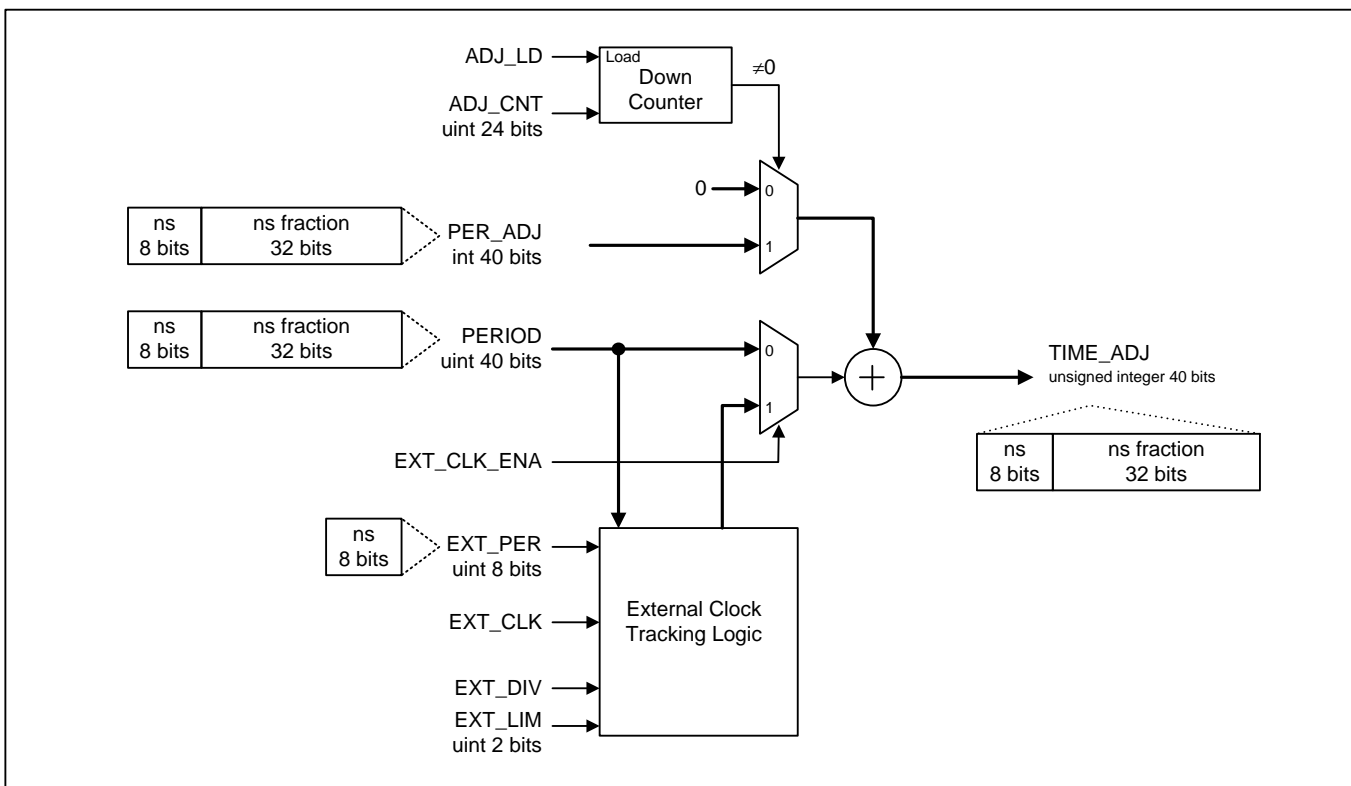 ADJ_LD
Load
Down
Counter
≠0
ADJ_CNT
uint 24 bits
0
0
1
ns
8 bits
ns fraction
32 bits
PER_ADJ
int 40 bits
ns
8 bits
ns fraction
32 bits
PERIOD
uint 40 bits
0
1
+
TIME_ADJ
unsigned integer 40 bits
ns
8 bits
ns fraction
32 bits
EXT_CLK_ENA
ns
8 bits
EXT_PER
uint 8 bits
EXT_CLK
External Clock
Tracking Logic
EXT_DIV
EXT_LIM
uint 2 bits